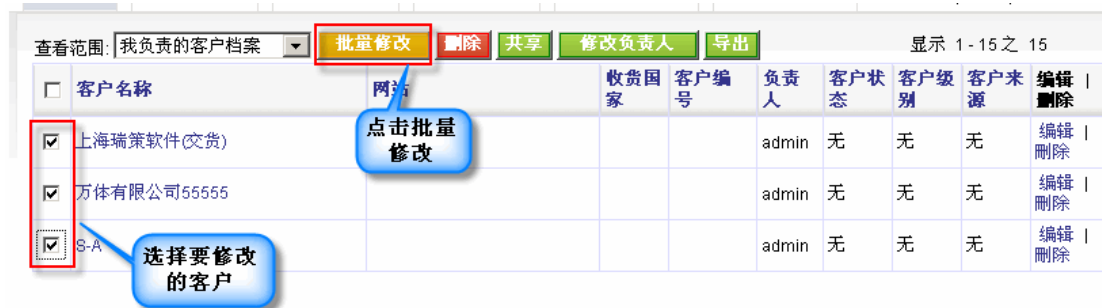 查看范围: 我负责的客户档案 批量修改 删除 共享 修改负责人 导出 显示 1-15之 15
客户名称 网站 收货国家 客户编号 负责人 客户状态 客户级别 客户来源 编辑 | 删除
上海瑞策软件(交货) admin 无 无 无 编辑 | 删除
万体有限公司55555 admin 无 无 无 编辑 | 删除
S-A admin 无 无 无 编辑 | 删除
点击批量
修改
选择要修改
的客户